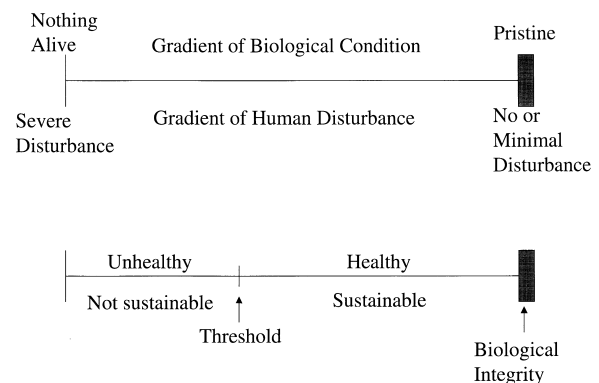 Nothing
Alive
Gradient of Biological Condition
Pristine
Severe
Disturbance
Gradient of Human Disturbance
No or
Minimal
Disturbance
Unhealthy
Healthy
Not sustainable
Sustainable
Threshold
Biological
Integrity